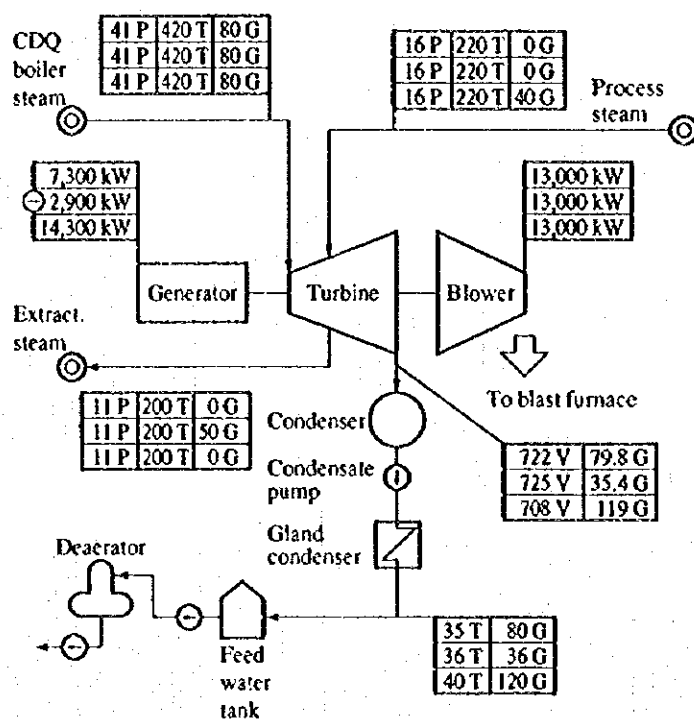 CDQ
boiler
steam
41 P 420 T 80 G
41 P 420 T 80 G
41 P 420 T 80 G
16 P 220 T 0 G
16 P 220 T 0 G
16 P 220 T 40 G
Process
steam
7,300 kW
2,900 kW
14,300 kW
13,000 kW
13,000 kW
13,000 kW
Generator
Turbine
Blower
Extract.
steam
To blast furnace
11 P 200 T 0 G
11 P 200 T 50 G
11 P 200 T 0 G
Condenser
722 V 79.8 G
725 V 35.4 G
708 V 119 G
Condensate
pump
Gland
condenser
Deaerator
Feed
water
tank
35 T 80 G
36 T 36 G
40 T 120 G